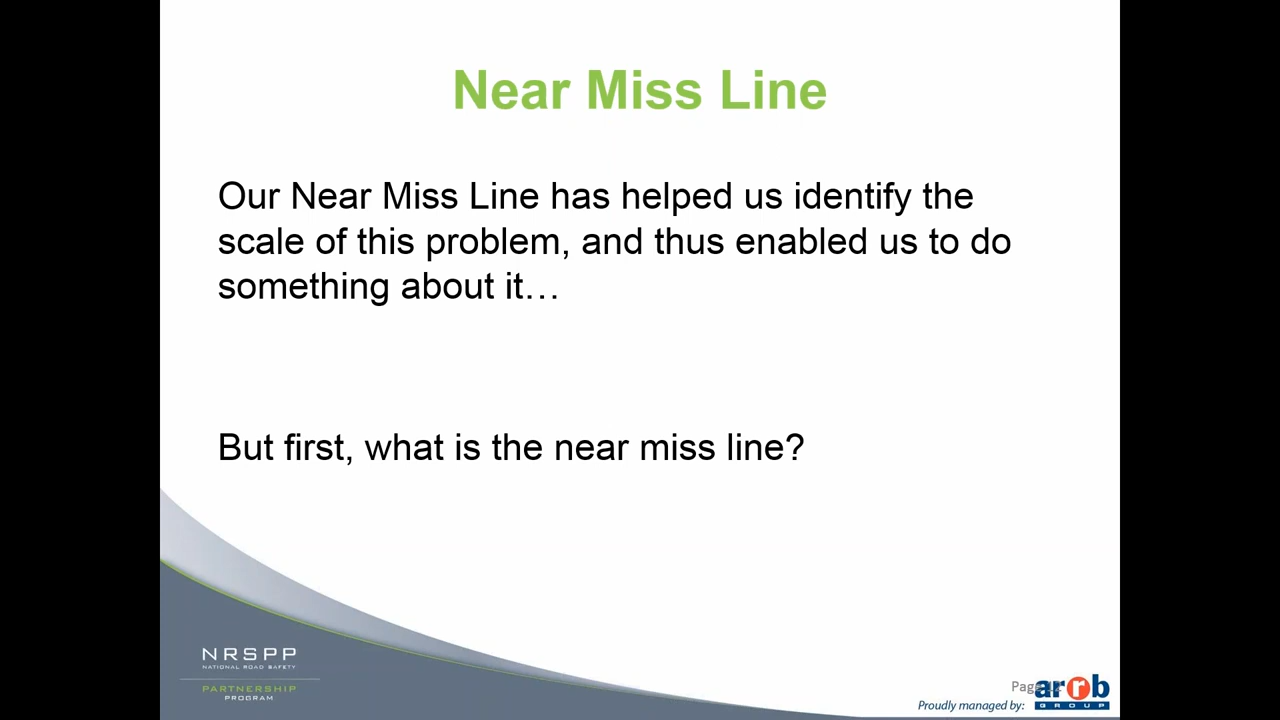 Near Miss Line
Our Near Miss Line has helped us identify the
scale of this problem, and thus enabled us to do
something about it…
But first, what is the near miss line?
NRSPP
NATIONAL ROAD SAFETY
PARTNERSHIP
PROGRAM
Proudly managed by:
arrb
GROUP